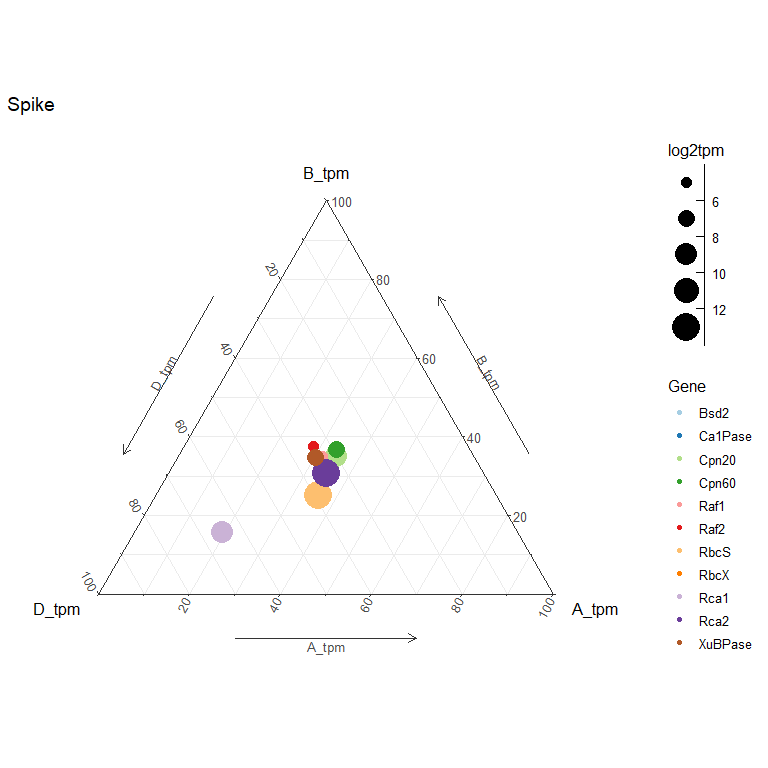 Spike
B_tpm
100
80
60
40
20
20
40
60
80
100
D_tpm
B_tpm
D_tpm
A_tpm
20
40
60
80
100
A_tpm
log2tpm
6
8
10
12
Gene
Bsd2
Ca1Pase
Cpn20
Cpn60
Raf1
Raf2
RbcS
RbcX
Rca1
Rca2
XuBPase